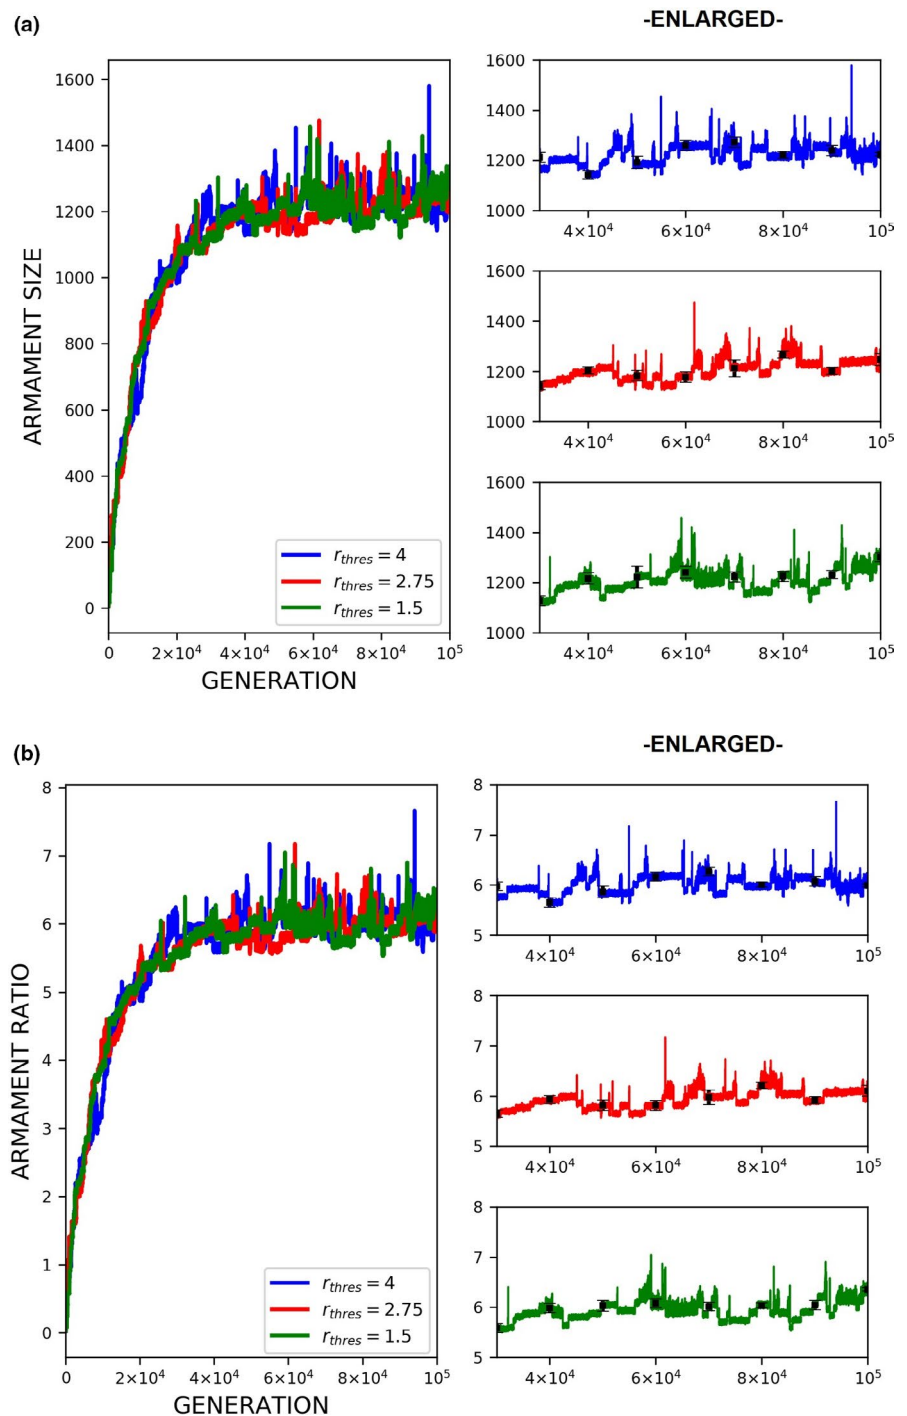 (a)
-ENLARGED-
ARMAMENT SIZE
1600
1400
1200
1000
800
600
400
200
0
0 2×10⁴ 4×10⁴ 6×10⁴ 8×10⁴ 10⁵
GENERATION
r_thres = 4
r_thres = 2.75
r_thres = 1.5
1600
1400
1200
1000
4×10⁴ 6×10⁴ 8×10⁴ 10⁵
1600
1400
1200
1000
4×10⁴ 6×10⁴ 8×10⁴ 10⁵
1600
1400
1200
1000
4×10⁴ 6×10⁴ 8×10⁴ 10⁵
(b)
-ENLARGED-
ARMAMENT RATIO
8
7
6
5
4
3
2
1
0
0 2×10⁴ 4×10⁴ 6×10⁴ 8×10⁴ 10⁵
GENERATION
r_thres = 4
r_thres = 2.75
r_thres = 1.5
8
7
6
5
4×10⁴ 6×10⁴ 8×10⁴ 10⁵
8
7
6
5
4×10⁴ 6×10⁴ 8×10⁴ 10⁵
8
7
6
5
4×10⁴ 6×10⁴ 8×10⁴ 10⁵